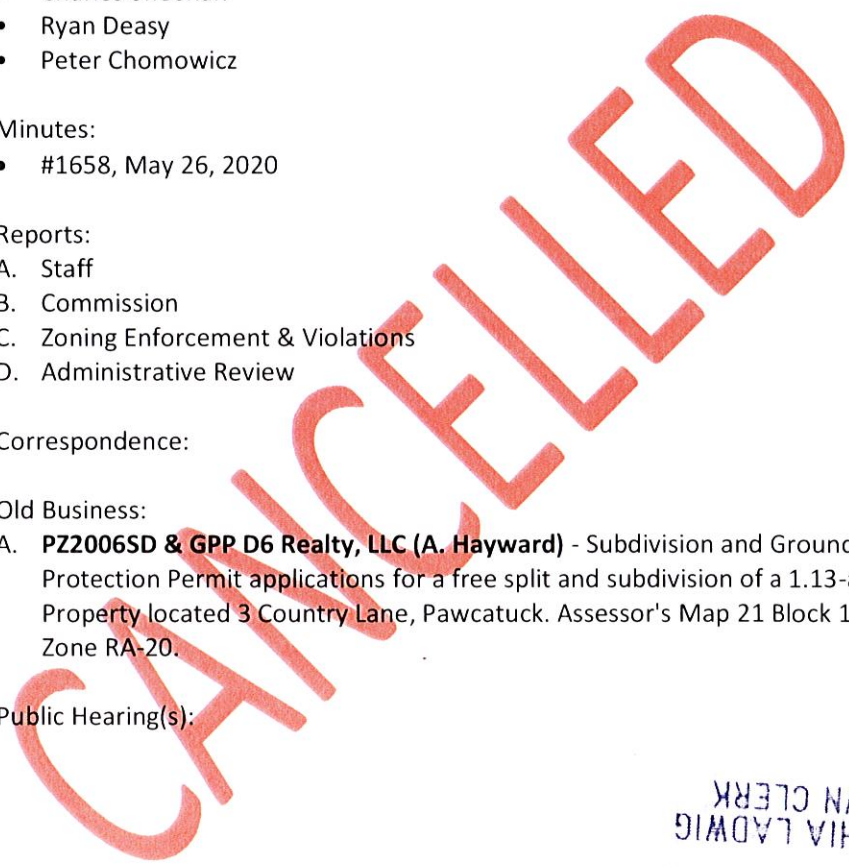 • Ryan Deasy
• Peter Chomowicz
Minutes:
• #1658, May 26, 2020
Reports:
A. Staff
B. Commission
C. Zoning Enforcement & Violations
D. Administrative Review
Correspondence:
Old Business:
A. PZ2006SD & GPP D6 Realty, LLC (A. Hayward) - Subdivision and Ground
Protection Permit applications for a free split and subdivision of a 1.13-a
Property located 3 Country Lane, Pawcatuck. Assessor's Map 21 Block 1
Zone RA-20.
Public Hearing(s):
CANCELLED
CLERK
LADWIG